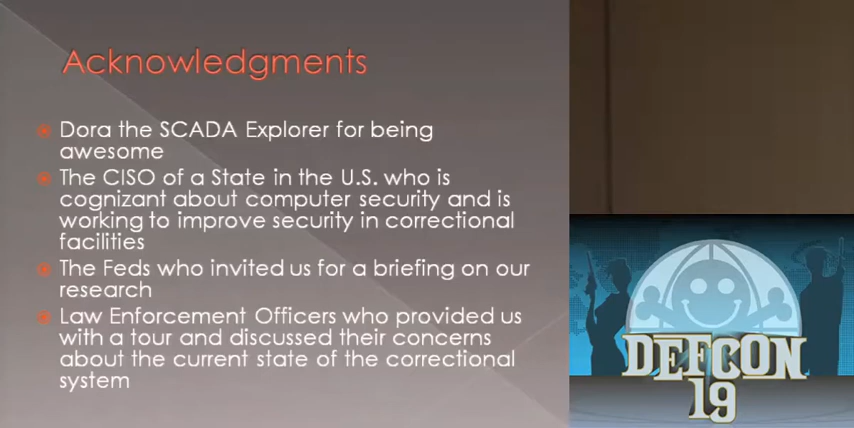 Acknowledgments
Dora the SCADA Explorer for being
awesome
The CISO of a State in the U.S. who is
cognizant about computer security and is
working to improve security in correctional
facilities
The Feds who invited us for a briefing on our
research
Law Enforcement Officers who provided us
with a tour and discussed their concerns
about the current state of the correctional
system
DEFCON
19